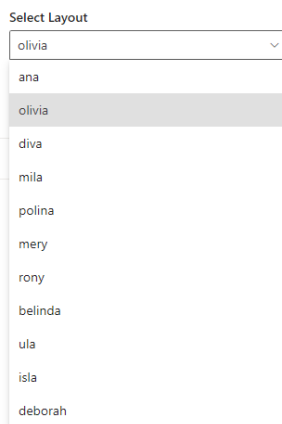 Select Layout
olivia
ana
olivia
diva
mila
polina
mery
rony
belinda
ula
isla
deborah